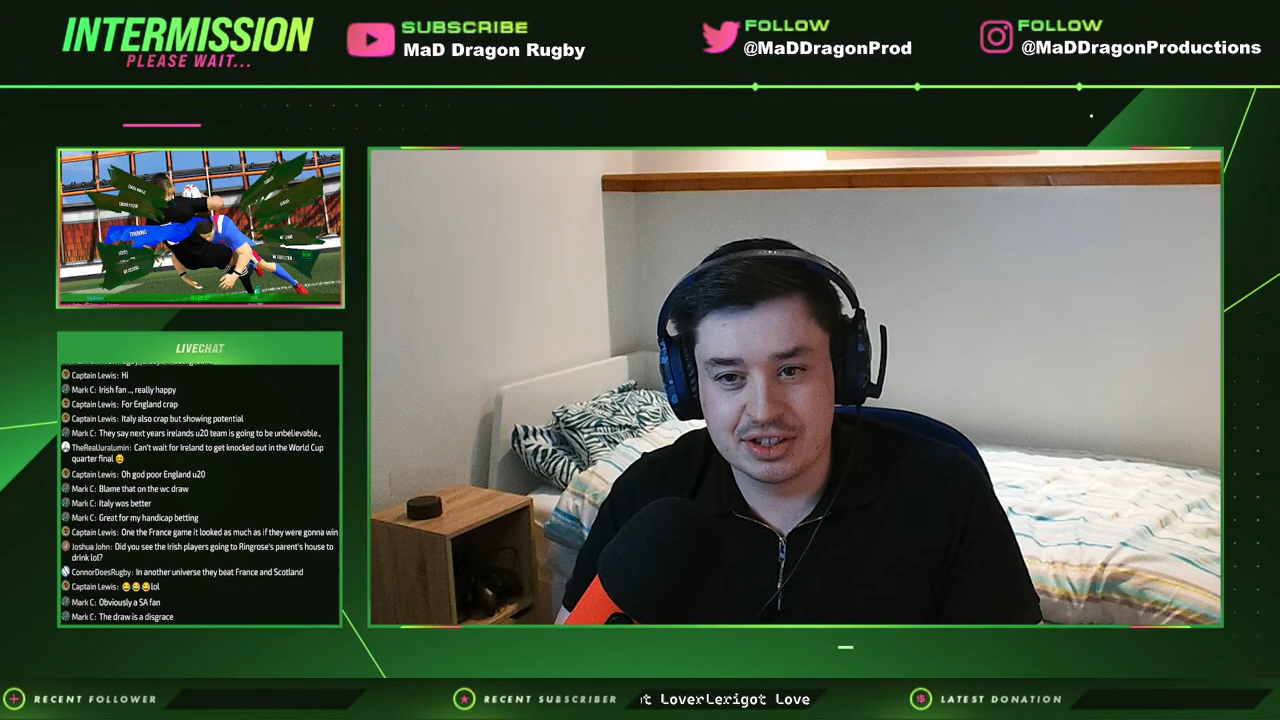 INTERMISSION
PLEASE WAIT...
SUBSCRIBE
MaD Dragon Rugby
FOLLOW
@MaDDragonProd
FOLLOW
@MaDDragonProductions
TRAINING
LIVECHAT
Captain Lewis: Hi
Mark C: Irish fan .., really happy
Captain Lewis: For England crap
Captain Lewis: Italy also crap but showing potential
Mark C: They say next years irelands u20 team is going to be unbelievable.,
TheRealJuralumin: Can't wait for Ireland to get knocked out in the World Cup
quarter final 😊
Captain Lewis: Oh god poor England u20
Mark C: Blame that on the wc draw
Mark C: Italy was better
Mark C: Great for my handicap betting
Captain Lewis: One the France game it looked as much as if they were gonna win
Joshua John: Did you see the Irish players going to Ringrose's parent's house to
drink lol?
ConnorDoesRugby: In another universe they beat France and Scotland
Captain Lewis: 😂😂😂lol
Mark C: Obviously a SA fan
Mark C: The draw is a disgrace
RECENT FOLLOWER
RECENT SUBSCRIBER
t LoverLerigot Love
LATEST DONATION